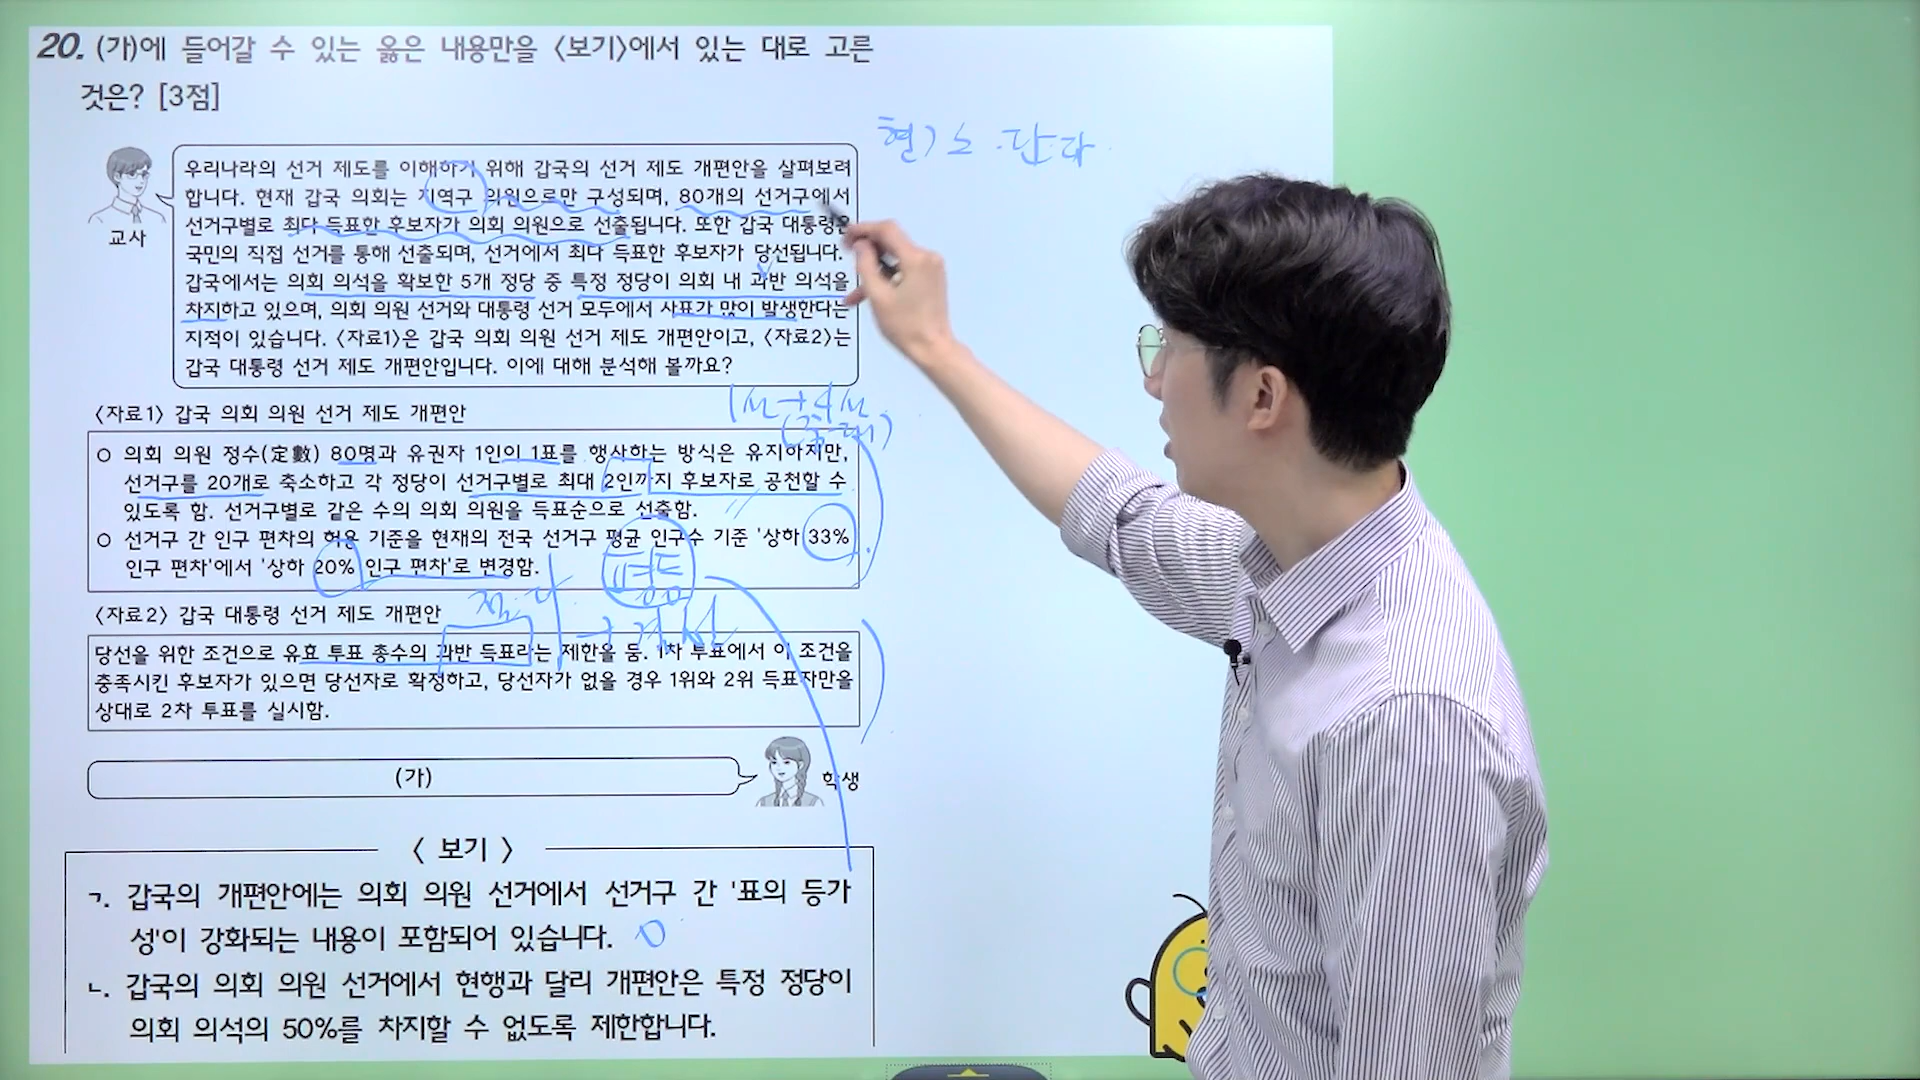 20. (가)에 들어갈 수 있는 옳은 내용만을 <보기>에서 있는 대로 고른
것은? [3점]
현) 소 · 단 · 다
우리나라의 선거 제도를 이해하기 위해 갑국의 선거 제도 개편안을 살펴보려
합니다. 현재 갑국 의회는 지역구 의원으로만 구성되며, 80개의 선거구에서
선거구별로 최다 득표한 후보자가 의회 의원으로 선출됩니다. 또한 갑국 대통령은
국민의 직접 선거를 통해 선출되며, 선거에서 최다 득표한 후보자가 당선됩니다.
갑국에서는 의회 의석을 확보한 5개 정당 중 특정 정당이 의회 내 과반 의석을
차지하고 있으며, 의회 의원 선거와 대통령 선거 모두에서 사표가 많이 발생한다는
지적이 있습니다. <자료1>은 갑국 의회 의원 선거 제도 개편안이고, <자료2>는
갑국 대통령 선거 제도 개편안입니다. 이에 대해 분석해 볼까요?
교사
<자료1> 갑국 의회 의원 선거 제도 개편안
○ 의회 의원 정수(定數) 80명과 유권자 1인이 1표를 행사하는 방식은 유지하지만,
선거구를 20개로 축소하고 각 정당이 선거구별로 최대 2인까지 후보자로 공천할 수
있도록 함. 선거구별로 같은 수의 의회 의원을 득표순으로 선출함.
○ 선거구 간 인구 편차의 허용 기준을 현재의 전국 선거구 평균 인구수 기준 '상하 33%
인구 편차'에서 '상하 20% 인구 편차'로 변경함.
평등
<자료2> 갑국 대통령 선거 제도 개편안
절 다
→ 결선
당선을 위한 조건으로 유효 투표 총수의 과반 득표라는 제한을 둠. 1차 투표에서 이 조건을
충족시킨 후보자가 있으면 당선자로 확정하고, 당선자가 없을 경우 1위와 2위 득표자만을
상대로 2차 투표를 실시함.
(가)
학생
< 보기 >
ㄱ. 갑국의 개편안에는 의회 의원 선거에서 선거구 간 '표의 등가
성'이 강화되는 내용이 포함되어 있습니다. O
ㄴ. 갑국의 의회 의원 선거에서 현행과 달리 개편안은 특정 정당이
의회 의석의 50%를 차지할 수 없도록 제한합니다.